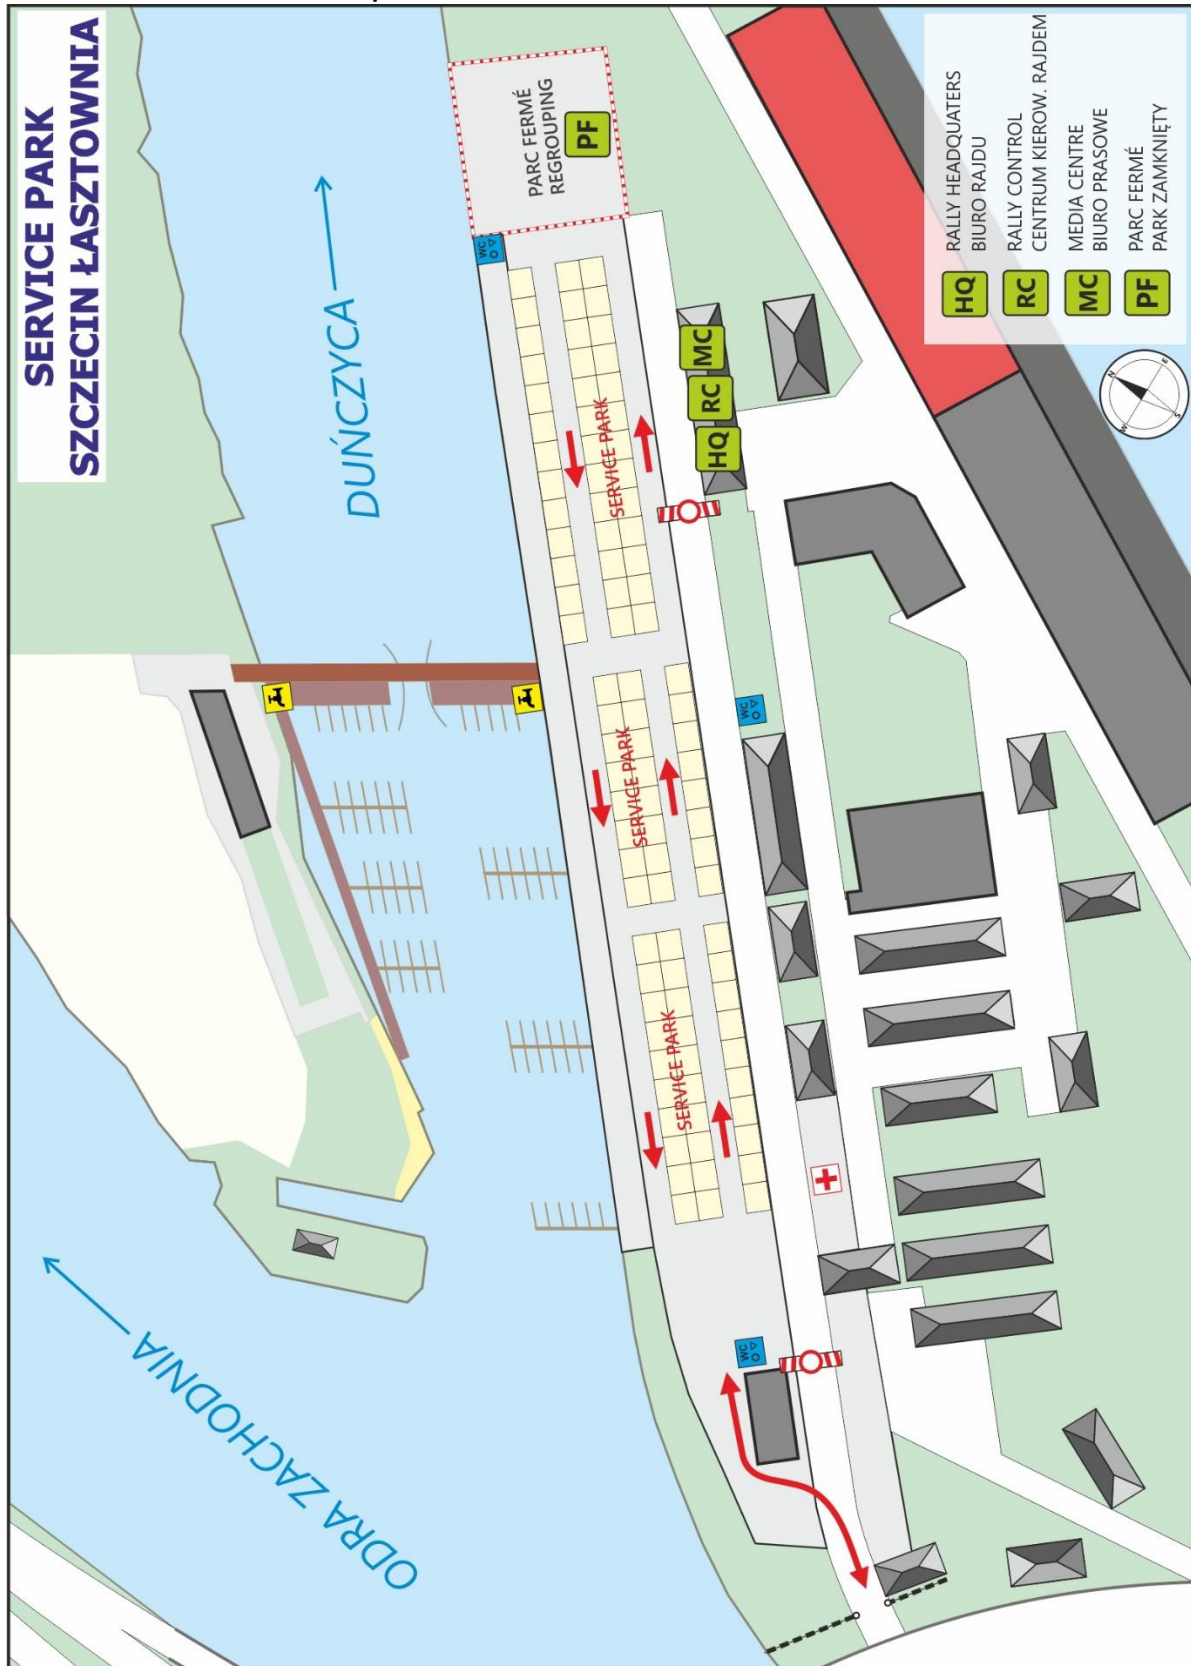 SERVICE PARK
SZCZECIN ŁASZTOWNIA
DUŃCZYCA
ODRA ZACHODNIA
PARC FERMÉ
REGROUPING
PF
WC
SERVICE PARK
HQ
RC
MC
SERVICE PARK
WC
SERVICE PARK
WC
HQ
RALLY HEADQUATERS
BIURO RAJDU
RC
RALLY CONTROL
CENTRUM KIEROW. RAJDEM
MC
MEDIA CENTRE
BIURO PRASOWE
PF
PARC FERMÉ
PARK ZAMKNIĘTY
N
E
S
W